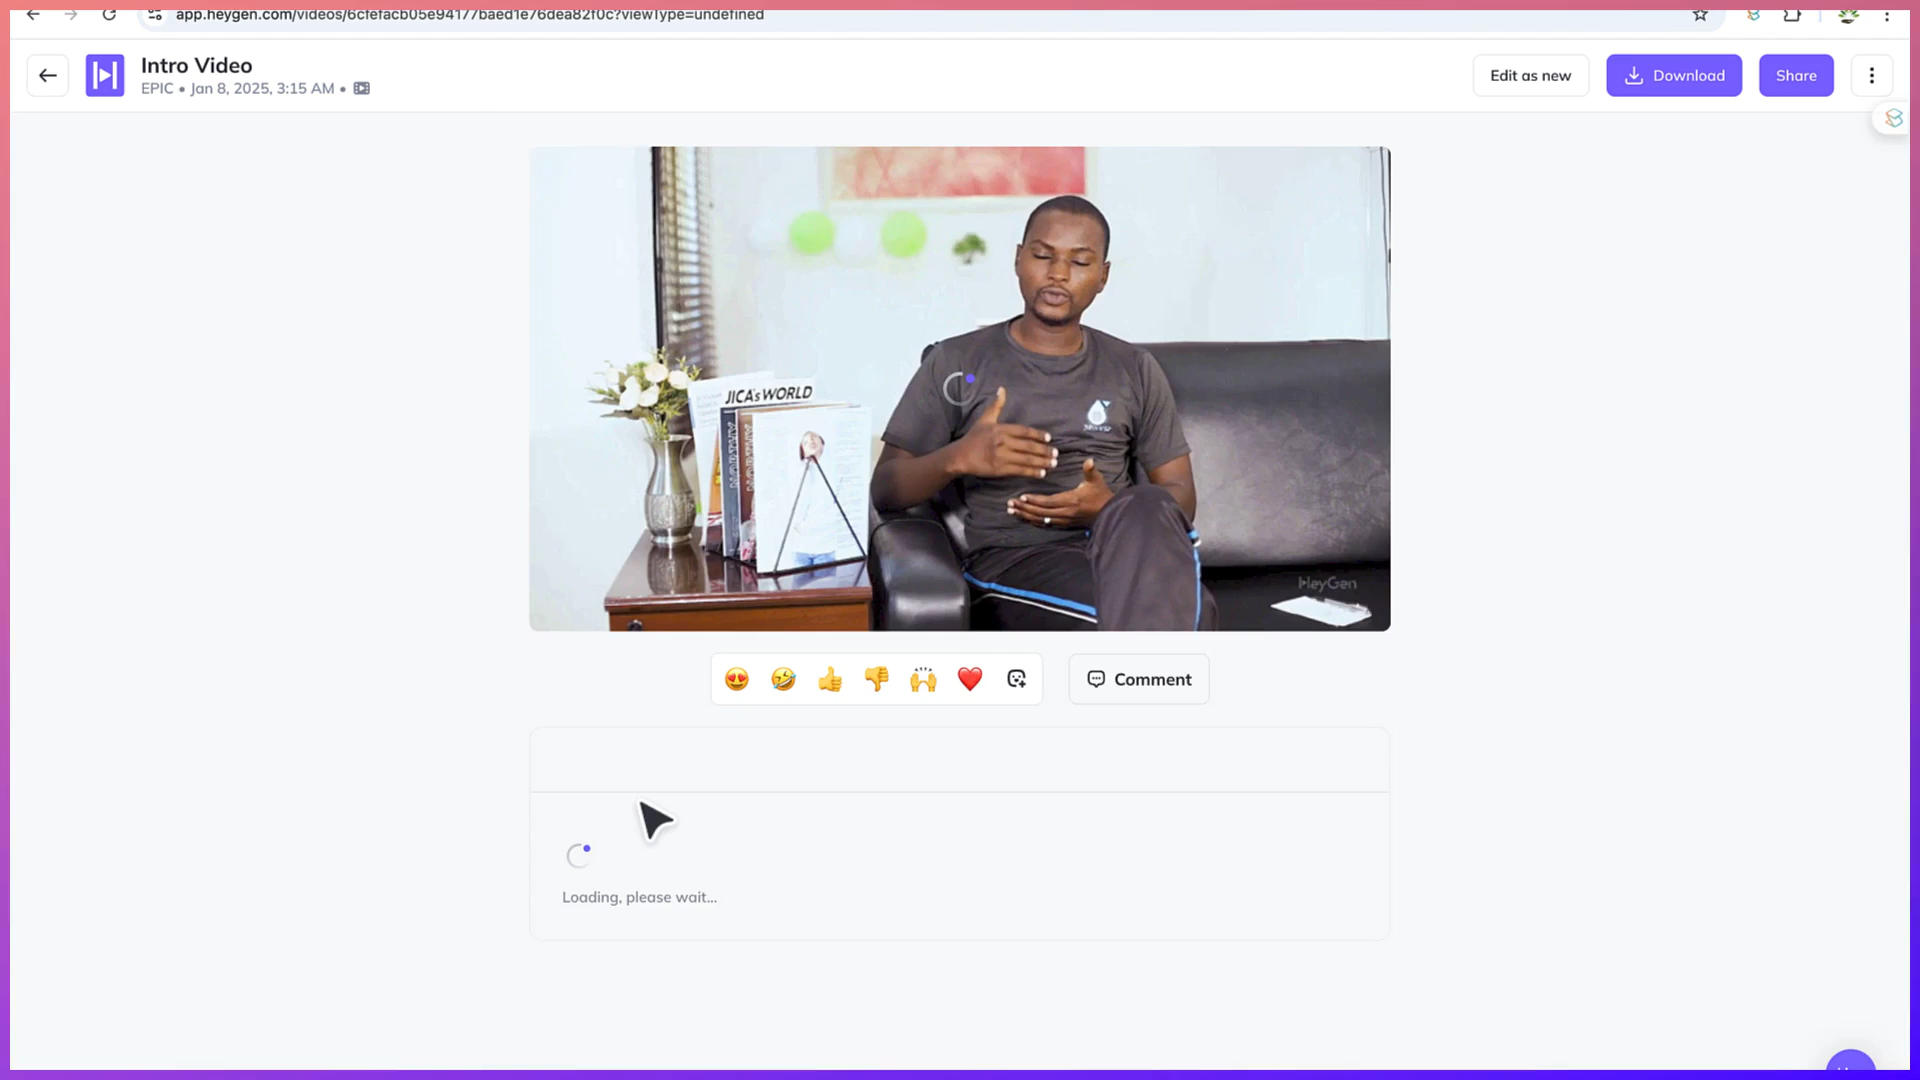 app.heygen.com/videos/6cfefacb05e94177baed1e76dea82f0c?viewType=undefined
Intro Video
EPIC • Jan 8, 2025, 3:15 AM •
Edit as new
Download
Share
JICA's WORLD
HeyGen
Comment
Loading, please wait...